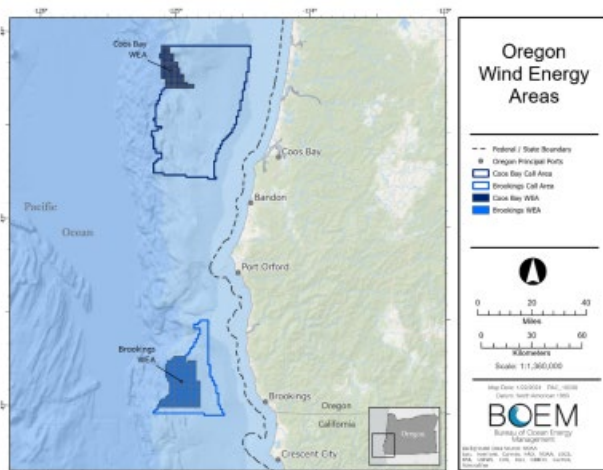 Coos Bay
WEA
Coos Bay
Bandon
Pacific
Ocean
Port Orford
Brookings
WEA
Brookings
Oregon
California
Crescent City
Oregon
Oregon
Wind Energy
Areas
Federal / State Boundary
Oregon Principal Ports
Coos Bay Call Area
Brookings Call Area
Coos Bay WEA
Brookings WEA
0 20 40
Miles
0 30 60
Kilometers
Scale: 1:1,360,000
BOEM
Bureau of Ocean Energy
Management